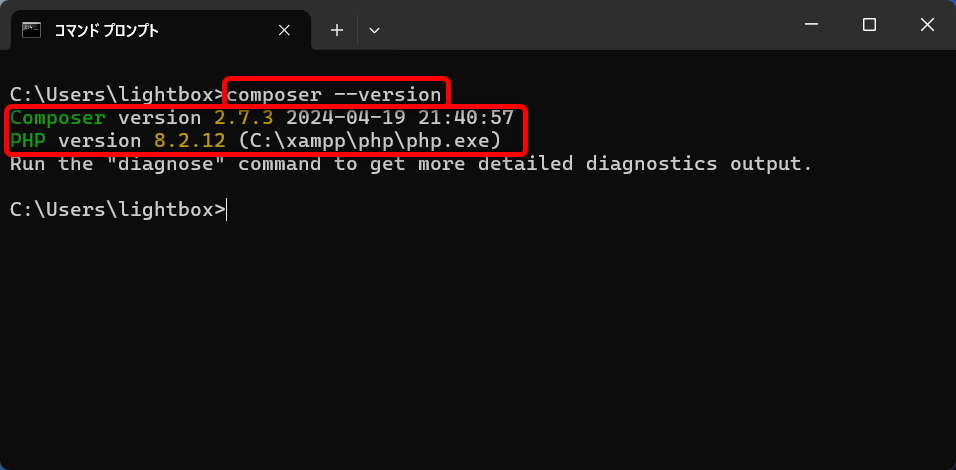 コマンド プロンプト
C:\Users\lightbox>composer --version
Composer version 2.7.3 2024-04-19 21:40:57
PHP version 8.2.12 (C:\xampp\php\php.exe)
Run the "diagnose" command to get more detailed diagnostics output.
C:\Users\lightbox>